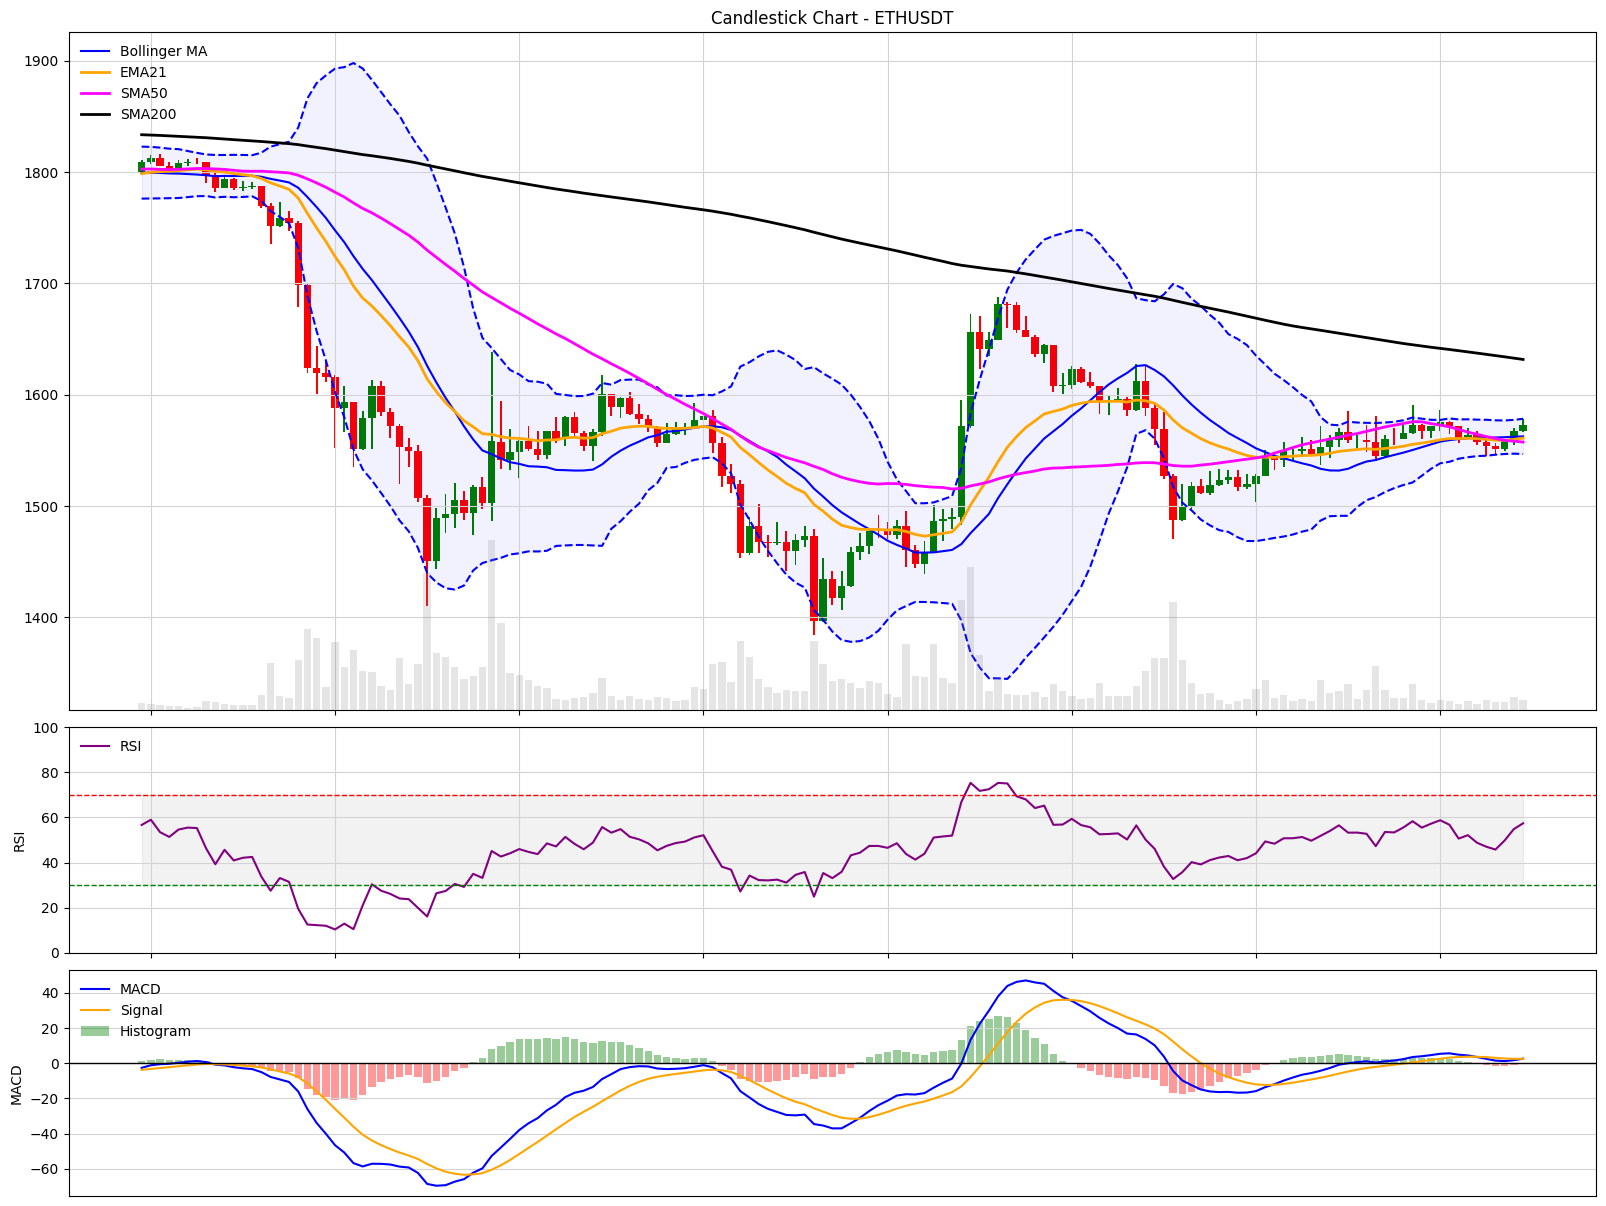 Candlestick Chart - ETHUSDT
Bollinger MA
EMA21
SMA50
SMA200
1900
1800
1700
1600
1500
1400
RSI
100
80
60
40
20
0
RSI
MACD
Signal
Histogram
40
20
0
−20
−40
−60
MACD